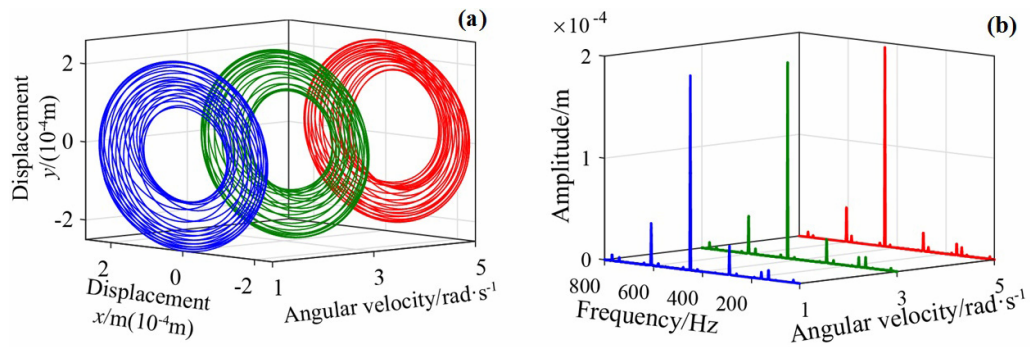 (a)
2
0
-2
Displacement
y/(10⁻⁴m)
2
0
-2
Displacement
x/m(10⁻⁴m)
1
3
5
Angular velocity/rad·s⁻¹
(b)
×10⁻⁴
2
1
0
Amplitude/m
800
600
400
200
Frequency/Hz
1
3
5
Angular velocity/rad·s⁻¹